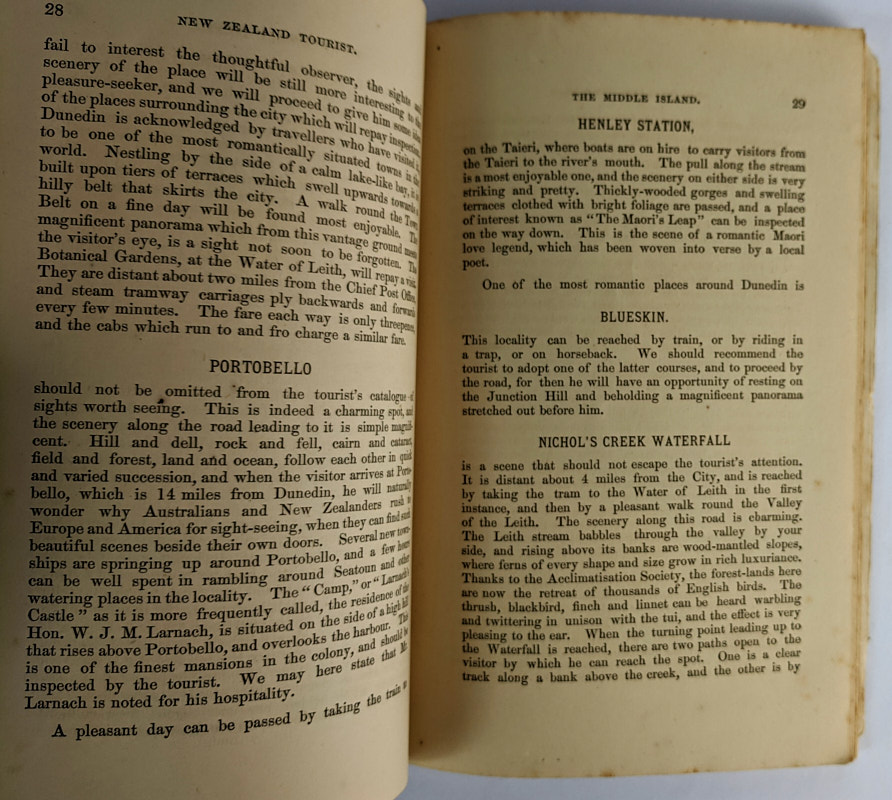 28
NEW ZEALAND TOURIST.
fail to interest the thoughtful observer, the sights and
scenery of the place will be still more interesting to the
pleasure-seeker, and we will proceed to give him some
of the places surrounding the city which will repay inspection.
Dunedin is acknowledged by travellers who have visited it
to be one of the most romantically situated towns in the
world. Nestling by the side of a calm lake-like bay, it is
built upon tiers of terraces which swell upwards towards a
hilly belt that skirts the city. A walk round the Town
Belt on a fine day will be found most enjoyable. The
magnificent panorama which from this vantage ground meets
the visitor's eye, is a sight not soon to be forgotten. The
Botanical Gardens, at the Water of Leith, will repay a visit.
They are distant about two miles from the Chief Post Office,
and steam tramway carriages ply backwards and forwards
every few minutes. The fare each way is only threepence,
and the cabs which run to and fro charge a similar fare.
PORTOBELLO
should not be omitted from the tourist's catalogue of
sights worth seeing. This is indeed a charming spot, and
the scenery along the road leading to it is simple magnifi-
cent. Hill and dell, rock and fell, cairn and cataract,
field and forest, land and ocean, follow each other in quick
and varied succession, and when the visitor arrives at Porto-
bello, which is 14 miles from Dunedin, he will naturally
wonder why Australians and New Zealanders rush to
Europe and America for sight-seeing, when they can find such
beautiful scenes beside their own doors. Several new town-
ships are springing up around Portobello, and a few hours
can be well spent in rambling around Seatoun and other
watering places in the locality. The "Camp," or "Larnach's
Castle" as it is more frequently called, the residence of the
Hon. W. J. M. Larnach, is situated on the side of a high hill
that rises above Portobello, and overlooks the harbour. This
is one of the finest mansions in the colony, and should be
inspected by the tourist. We may here state that Mr.
Larnach is noted for his hospitality.
A pleasant day can be passed by taking the train to
THE MIDDLE ISLAND.
29
HENLEY STATION,
on the Taieri, where boats are on hire to carry visitors from
the Taieri to the river's mouth. The pull along the stream
is a most enjoyable one, and the scenery on either side is very
striking and pretty. Thickly-wooded gorges and swelling
terraces clothed with bright foliage are passed, and a place
of interest known as "The Maori's Leap" can be inspected
on the way down. This is the scene of a romantic Maori
love legend, which has been woven into verse by a local
poet.
One of the most romantic places around Dunedin is
BLUESKIN.
This locality can be reached by train, or by riding in
a trap, or on horseback. We should recommend the
tourist to adopt one of the latter courses, and to proceed by
the road, for then he will have an opportunity of resting on
the Junction Hill and beholding a magnificent panorama
stretched out before him.
NICHOL'S CREEK WATERFALL
is a scene that should not escape the tourist's attention.
It is distant about 4 miles from the City, and is reached
by taking the tram to the Water of Leith in the first
instance, and then by a pleasant walk round the Valley
of the Leith. The scenery along this road is charming.
The Leith stream babbles through the valley by your
side, and rising above its banks are wood-mantled slopes,
where ferns of every shape and size grow in rich luxuriance.
Thanks to the Acclimatisation Society, the forest-lands here
are now the retreat of thousands of English birds. The
thrush, blackbird, finch and linnet can be heard warbling
and twittering in unison with the tui, and the effect is very
pleasing to the ear. When the turning point leading up to
the Waterfall is reached, there are two paths open to the
visitor by which he can reach the spot. One is a clear
track along a bank above the creek, and the other is by